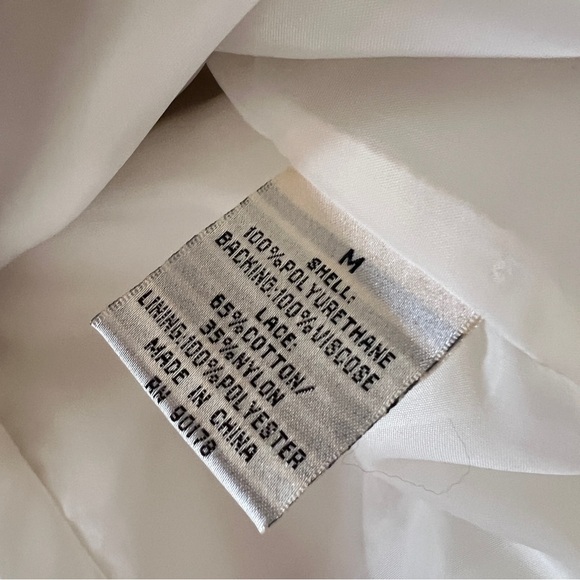 M
SHELL:
100%POLYURETHANE
BACKING:100%VISCOSE
LACE:
65%COTTON/
35%NYLON
LINING:100%POLYESTER
MADE IN CHINA
RN 90178